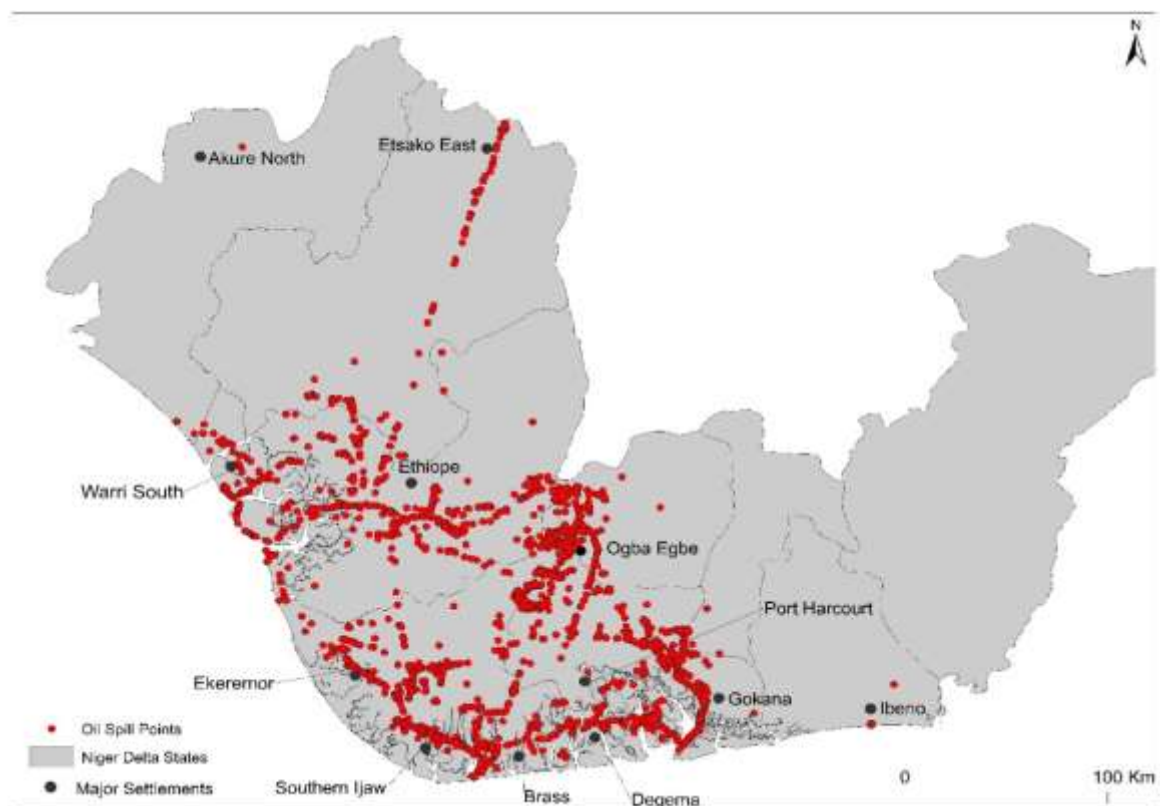 N
Etsako East
Akure North
Ethiope
Warri South
Ogba Egbe
Port Harcourt
Ekeremor
Gokana
Ibeno
Oil Spill Points
Niger Delta States
Major Settlements
Southern Ijaw
Brass
Degema
0 100 Km